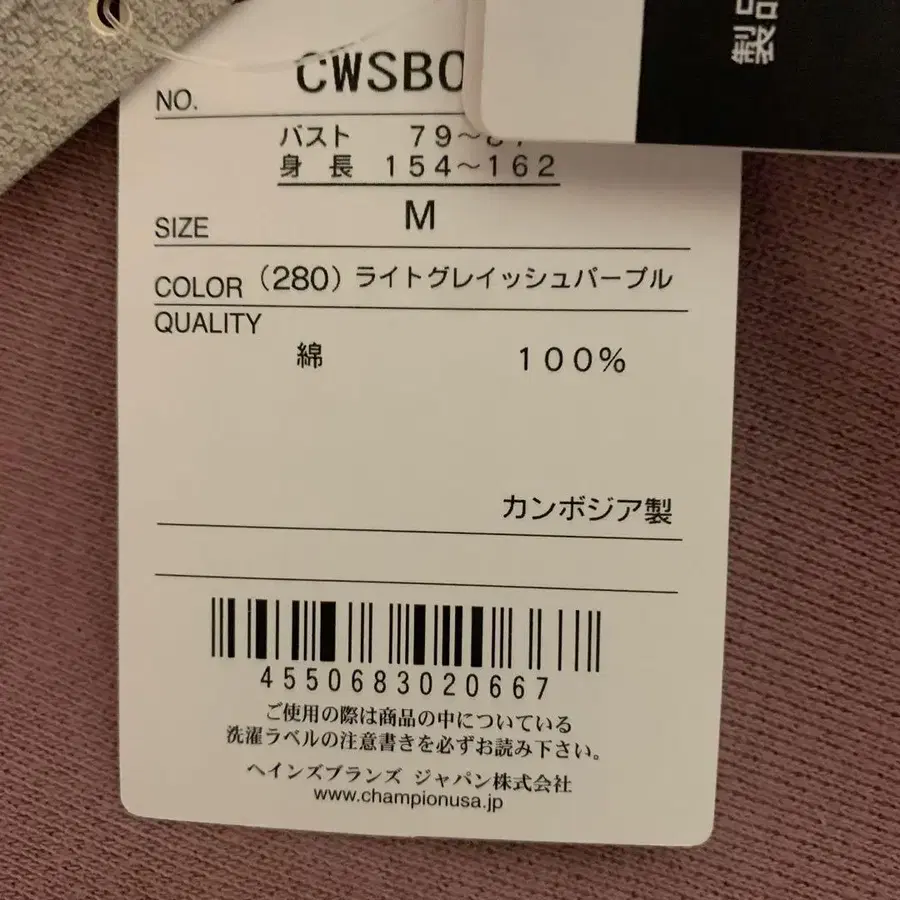 製品
NO. CWSB
バスト 79～
身長 154～162
SIZE M
COLOR (280) ライトグレイッシュパープル
QUALITY
綿 100%
カンボジア製
4550683020667
ご使用の際は商品の中についている
洗濯ラベルの注意書きを必ずお読み下さい。
ヘインズブランズ ジャパン株式会社
www.championusa.jp